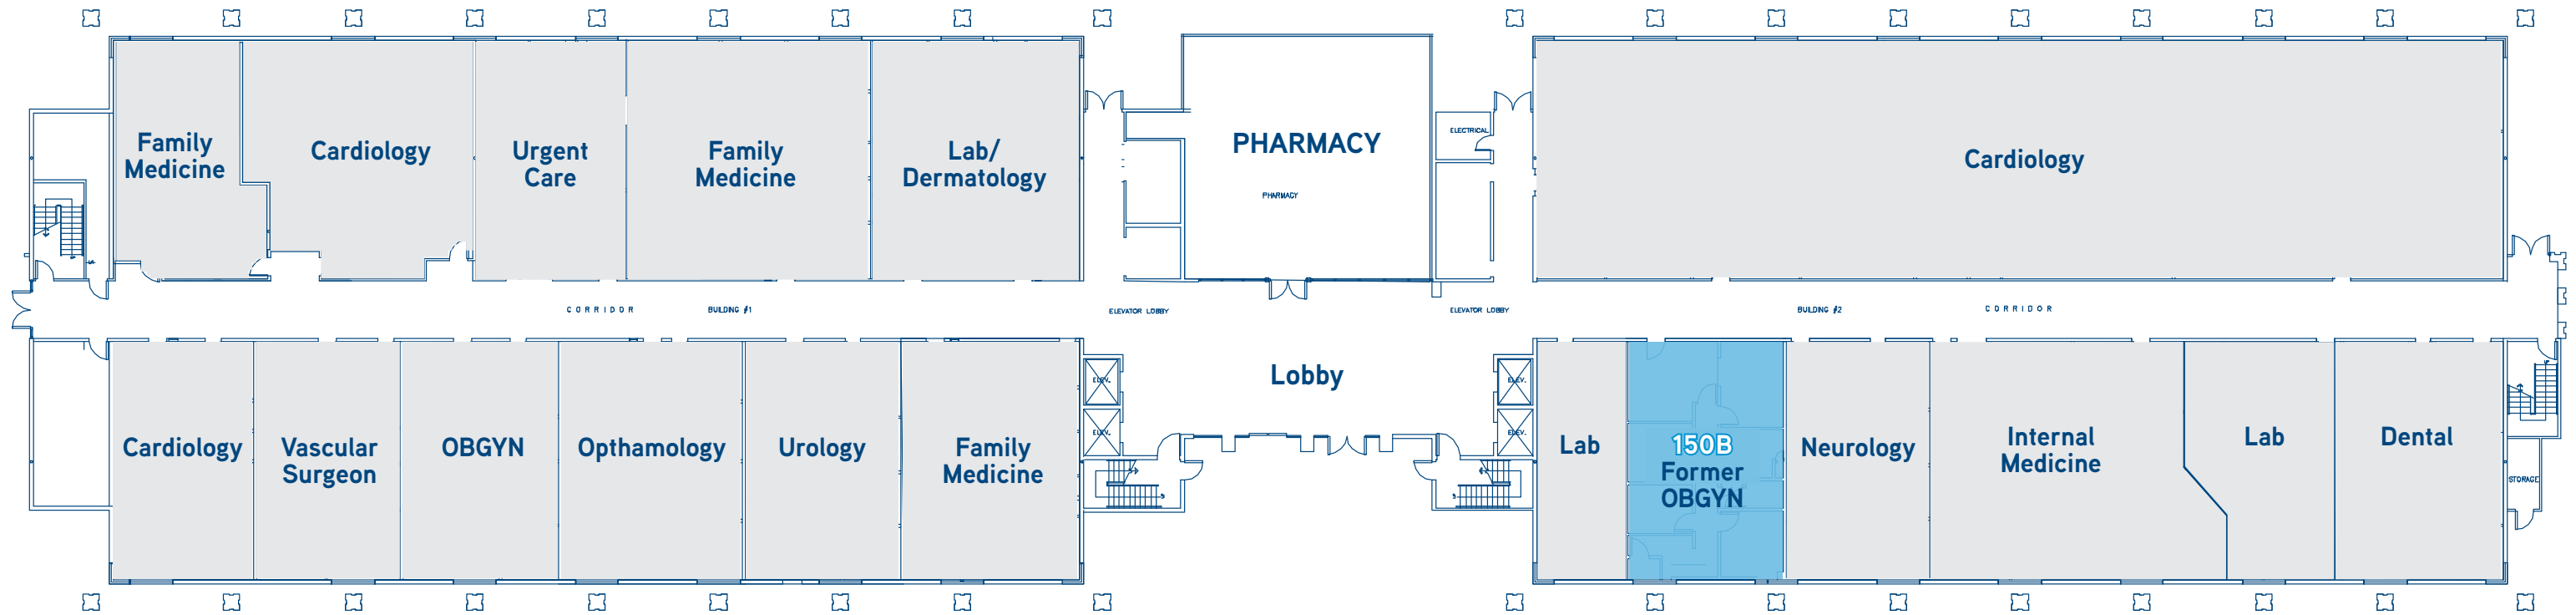 Family
Medicine
Cardiology
Urgent
Care
Family
Medicine
Lab/
Dermatology
PHARMACY
PHARMACY
ELECTRICAL
Cardiology
CORRIDOR
BUILDING #1
ELEVATOR LOBBY
ELEVATOR LOBBY
BUILDING #2
CORRIDOR
Cardiology
Vascular
Surgeon
OBGYN
Opthamology
Urology
Family
Medicine
ELEV.
ELEV.
Lobby
ELEV.
ELEV.
Lab
150B
Former
OBGYN
Neurology
Internal
Medicine
Lab
Dental
STORAGE